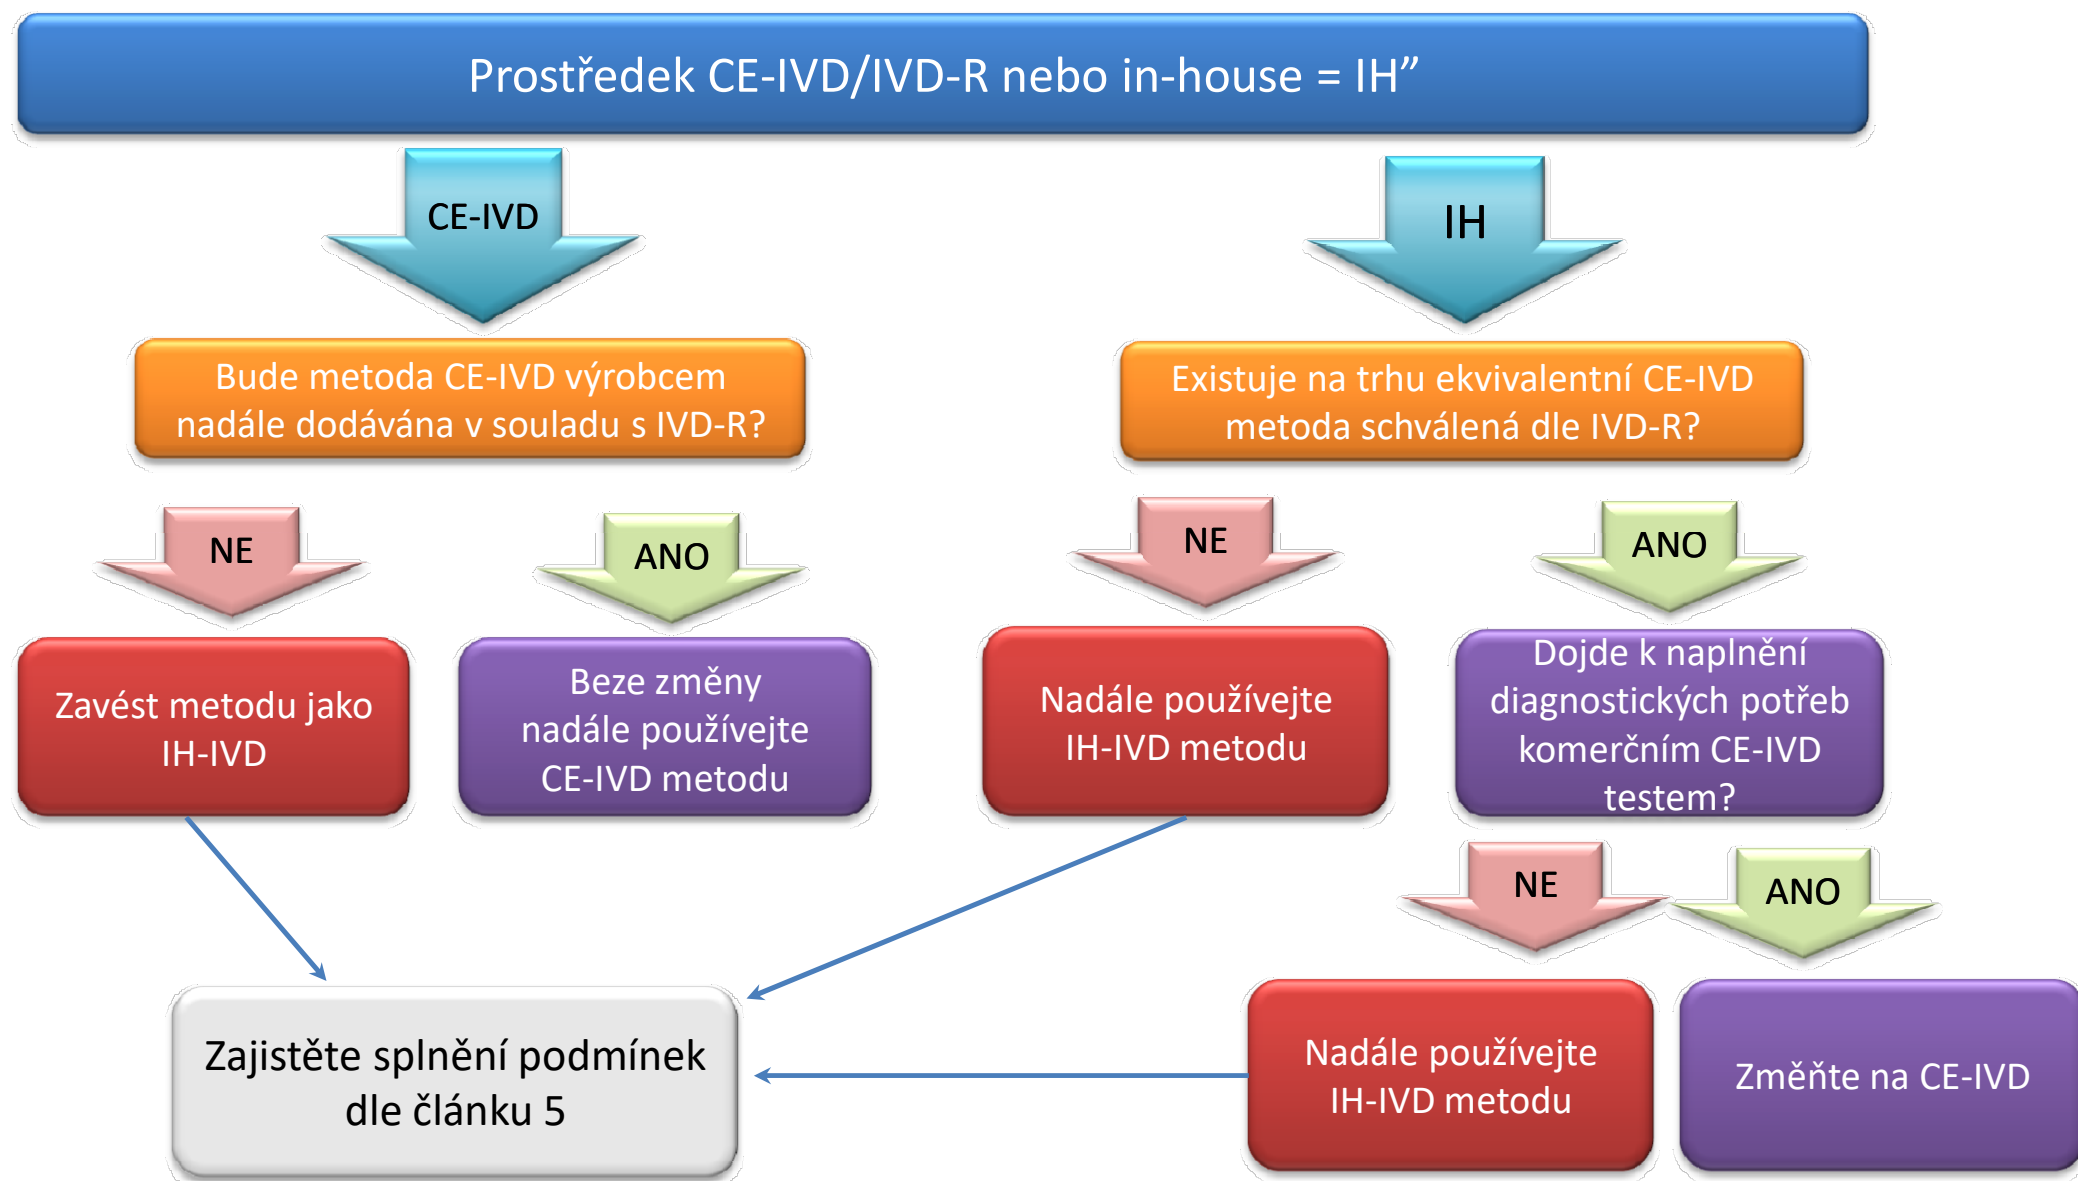 Prostředek CE-IVD/IVD-R nebo in-house = IH”
CE-IVD
IH
Bude metoda CE-IVD výrobcem
nadále dodávána v souladu s IVD-R?
Existuje na trhu ekvivalentní CE-IVD
metoda schválená dle IVD-R?
NE
ANO
NE
ANO
Zavést metodu jako
IH-IVD
Beze změny
nadále používejte
CE-IVD metodu
Nadále používejte
IH-IVD metodu
Dojde k naplnění
diagnostických potřeb
komerčním CE-IVD
testem?
NE
ANO
Zajistěte splnění podmínek
dle článku 5
Nadále používejte
IH-IVD metodu
Změňte na CE-IVD